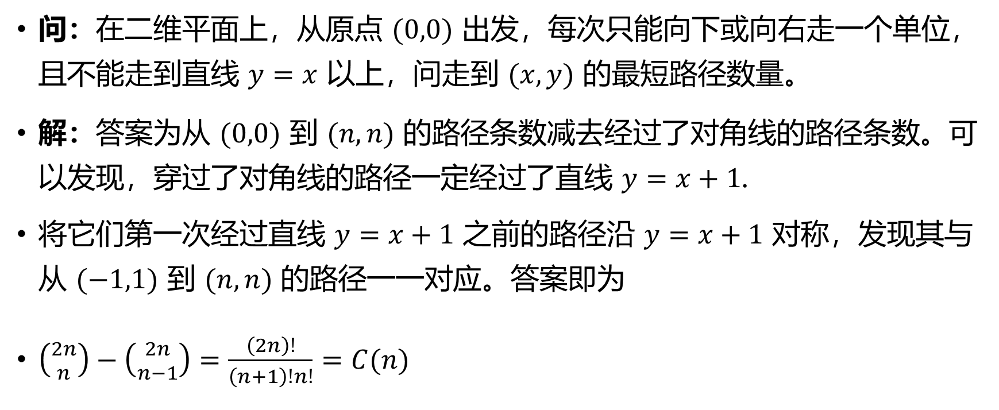 • 问：在二维平面上，从原点 (0,0) 出发，每次只能向下或向右走一个单位，
且不能走到直线 y = x 以上，问走到 (x, y) 的最短路径数量。
• 解：答案为从 (0,0) 到 (n, n) 的路径条数减去经过了对角线的路径条数。可
以发现，穿过了对角线的路径一定经过了直线 y = x + 1.
• 将它们第一次经过直线 y = x + 1 之前的路径沿 y = x + 1 对称，发现其与
从 (−1,1) 到 (n, n) 的路径一一对应。答案即为
• \binom{2n}{n} − \binom{2n}{n−1} = \frac{(2n)!}{(n+1)!n!} = C(n)